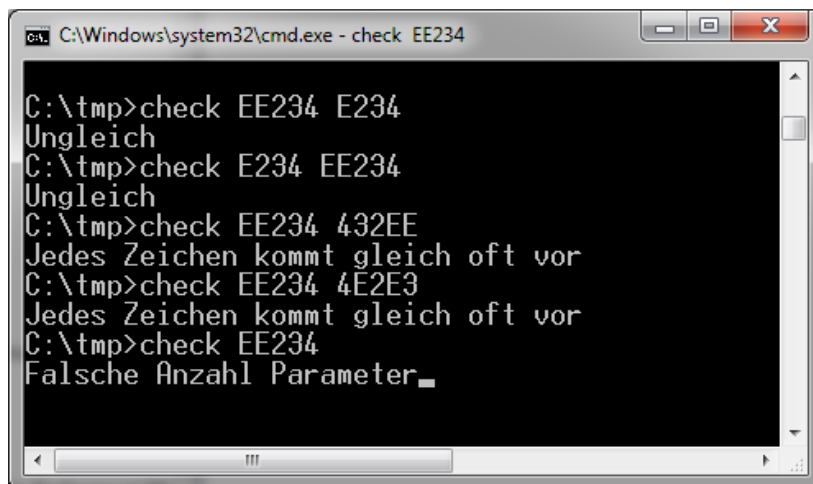 C:\Windows\system32\cmd.exe - check EE234
C:\tmp>check EE234 E234
Ungleich
C:\tmp>check E234 EE234
Ungleich
C:\tmp>check EE234 432EE
Jedes Zeichen kommt gleich oft vor
C:\tmp>check EE234 4E2E3
Jedes Zeichen kommt gleich oft vor
C:\tmp>check EE234
Falsche Anzahl Parameter